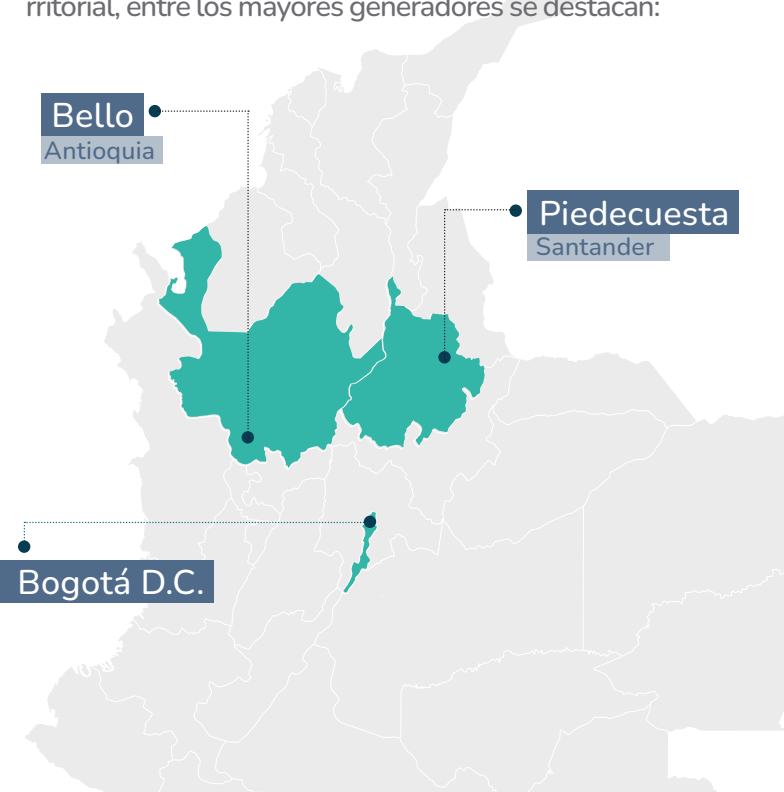 rritorial, entre los mayores generadores se destacan:
Bello
Antioquia
Piedecuesta
Santander
Bogotá D.C.